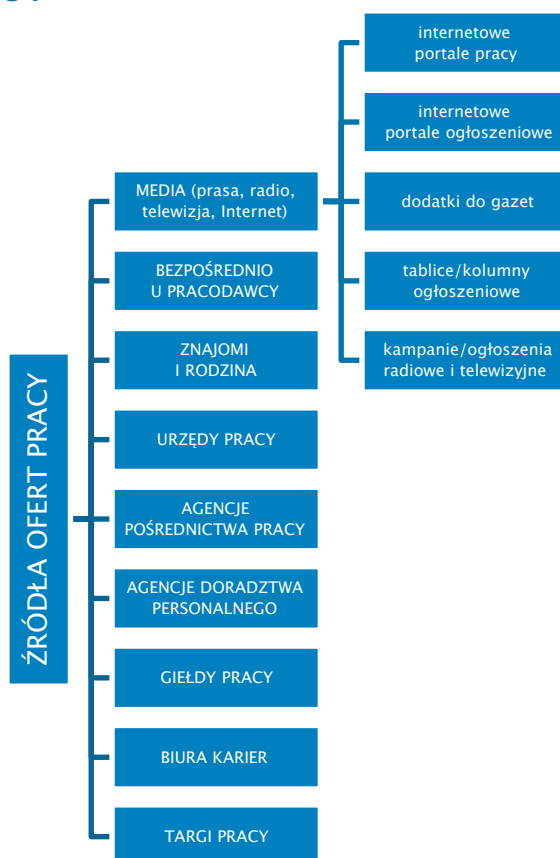 ŹRÓDŁA OFERT PRACY
MEDIA (prasa, radio,
telewizja, Internet)
internetowe
portale pracy
internetowe
portale ogłoszeniowe
dodatki do gazet
tablice/kolumny
ogłoszeniowe
kampanie/ogłoszenia
radiowe i telewizyjne
BEZPOŚREDNIO
U PRACODAWCY
ZNAJOMI
I RODZINA
URZĘDY PRACY
AGENCJE
POŚREDNICTWA PRACY
AGENCJE DORADZTWA
PERSONALNEGO
GIEŁDY PRACY
BIURA KARIER
TARGI PRACY